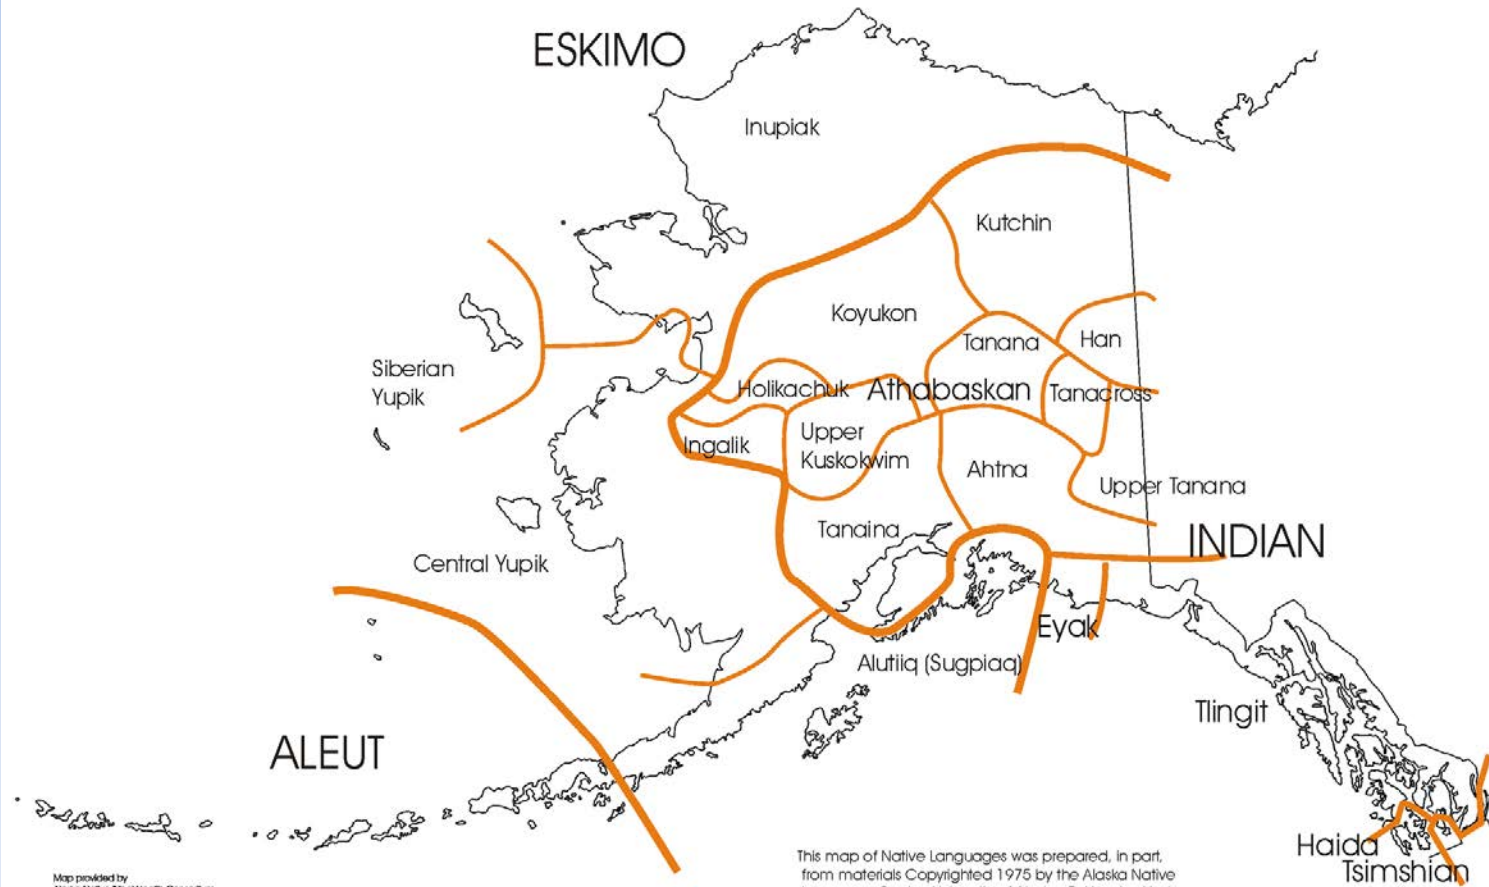 ESKIMO
Inupiak
Kutchin
Koyukon
Tanana
Han
Siberian
Yupik
Holikachuk
Athabaskan
Tanacross
Ingalik
Upper
Kuskokwim
Ahtna
Upper Tanana
Tanaina
INDIAN
Central Yupik
Eyak
Alutiiq (Sugpiaq)
Tlingit
ALEUT
Haida
Tsimshian
This map of Native Languages was prepared, in part,
from materials Copyrighted 1975 by the Alaska Native
Map provided by